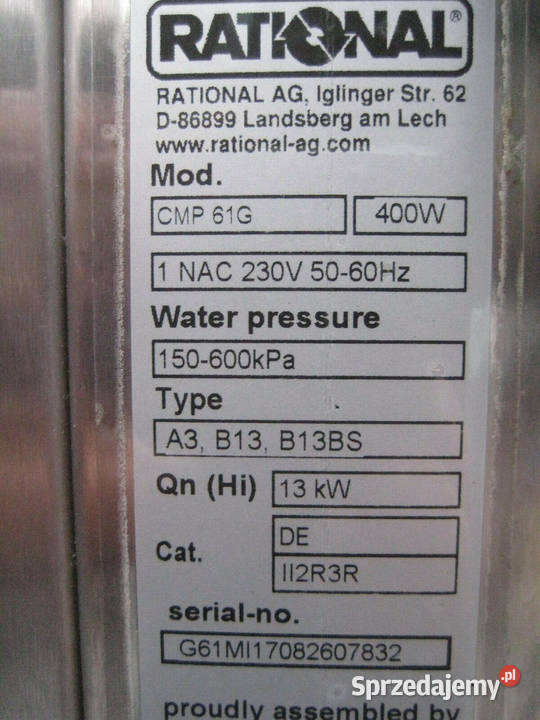 RATIONAL®
RATIONAL AG, Iglinger Str. 62
D-86899 Landsberg am Lech
www.rational-ag.com
Mod.
CMP 61G 400W
1 NAC 230V 50-60Hz
Water pressure
150-600kPa
Type
A3, B13, B13BS
Qn (Hi) 13 kW
Cat. DE
II2R3R
serial-no.
G61MI17082607832
proudly assembled by
Sprzedajemy.pl